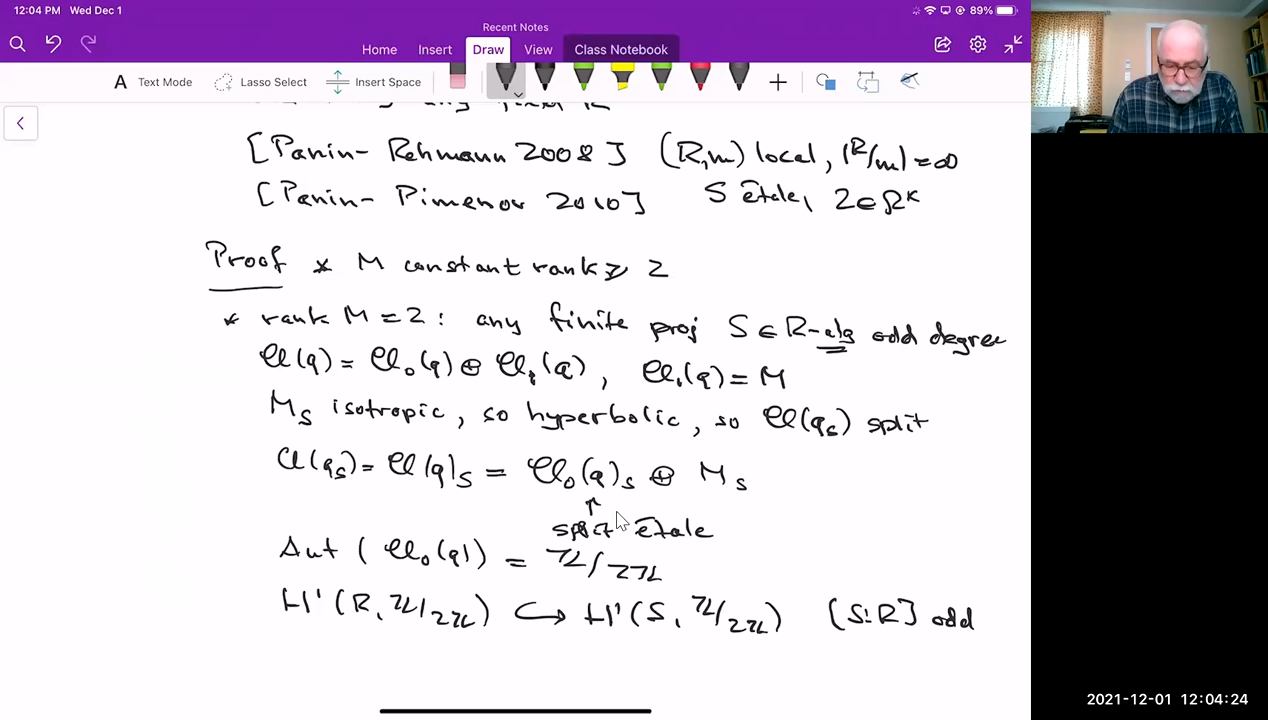 12:04 PM Wed Dec 1
89%
Recent Notes
Home Insert Draw View Class Notebook
Text Mode Lasso Select Insert Space
any
[Panin-Rehmann 2008] (R,m) local, |R/m|=∞
[Panin-Pimenov 2010] S étale, 2∈R^x
Proof * M constant rank ≥ 2
* rank M = 2: any finite proj S ∈ R-alg odd degree
Cl(q) = Cl₀(q) ⊕ Cl₁(q), Cl₁(q) = M
M_S isotropic, so hyperbolic, so Cl(q_S) split
Cl(q_S) = Cl(q)_S = Cl₀(q)_S ⊕ M_S
↑
split étale
Aut(Cl₀(q)) = ℤ/2ℤ
H¹(R, ℤ/2ℤ) ↪ H¹(S, ℤ/2ℤ) [S:R] odd
2021-12-01 12:04:24